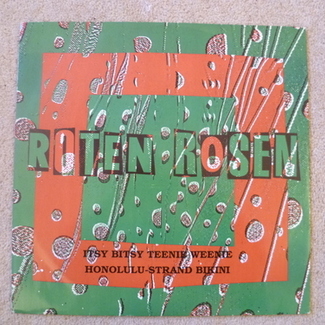 ROTEN ROSEN
ITSY BITSY TEENIE WEENIE
HONOLULU-STRAND BIKINI